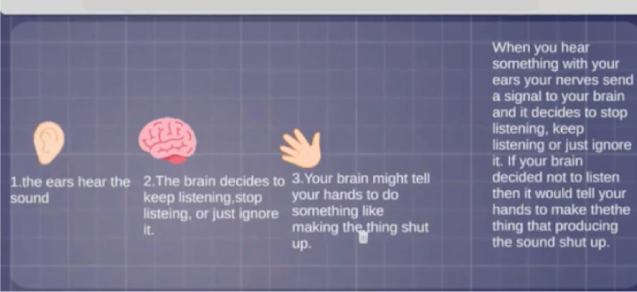 1.the ears hear the
sound
2.The brain decides to
keep listening,stop
listeing, or just ignore
it.
3.Your brain might tell
your hands to do
something like
making the thing shut
up.
When you hear
something with your
ears your nerves send
a signal to your brain
and it decides to stop
listening, keep
listening or just ignore
it. If your brain
decided not to listen
then it would tell your
hands to make thethe
thing that producing
the sound shut up.